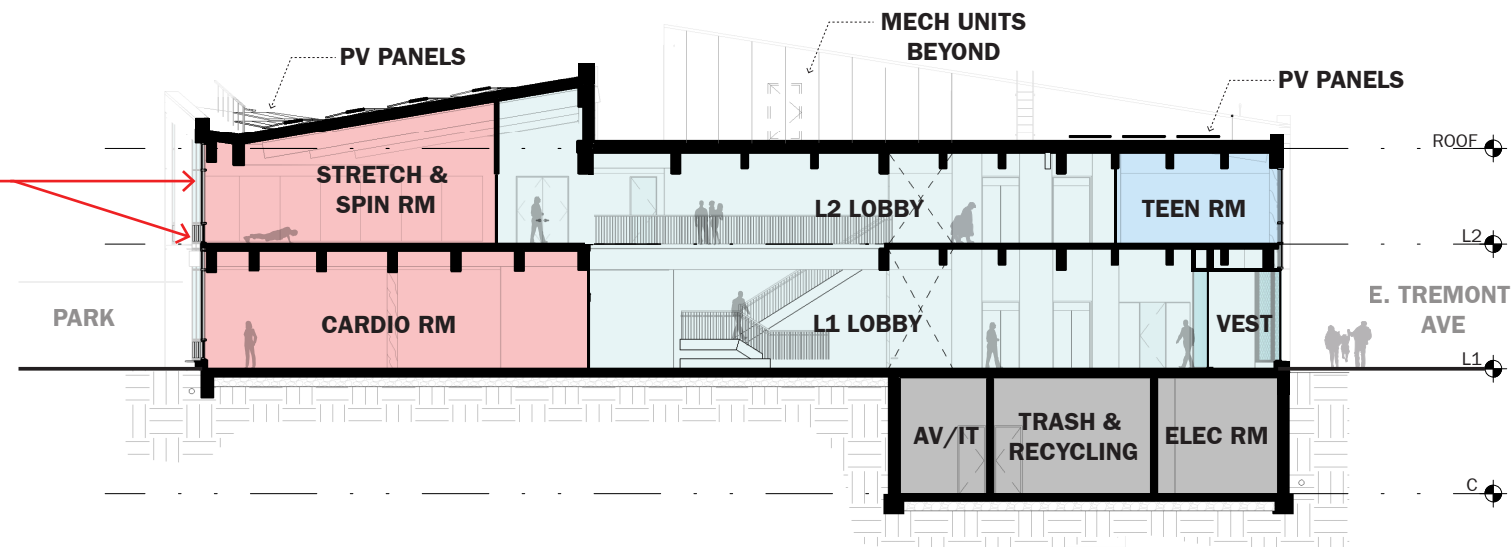 MECH UNITS
BEYOND
PV PANELS
PV PANELS
ROOF
STRETCH &
SPIN RM
L2 LOBBY
TEEN RM
L2
PARK
CARDIO RM
L1 LOBBY
VEST
E. TREMONT
AVE
L1
AV/IT
TRASH &
RECYCLING
ELEC RM
C